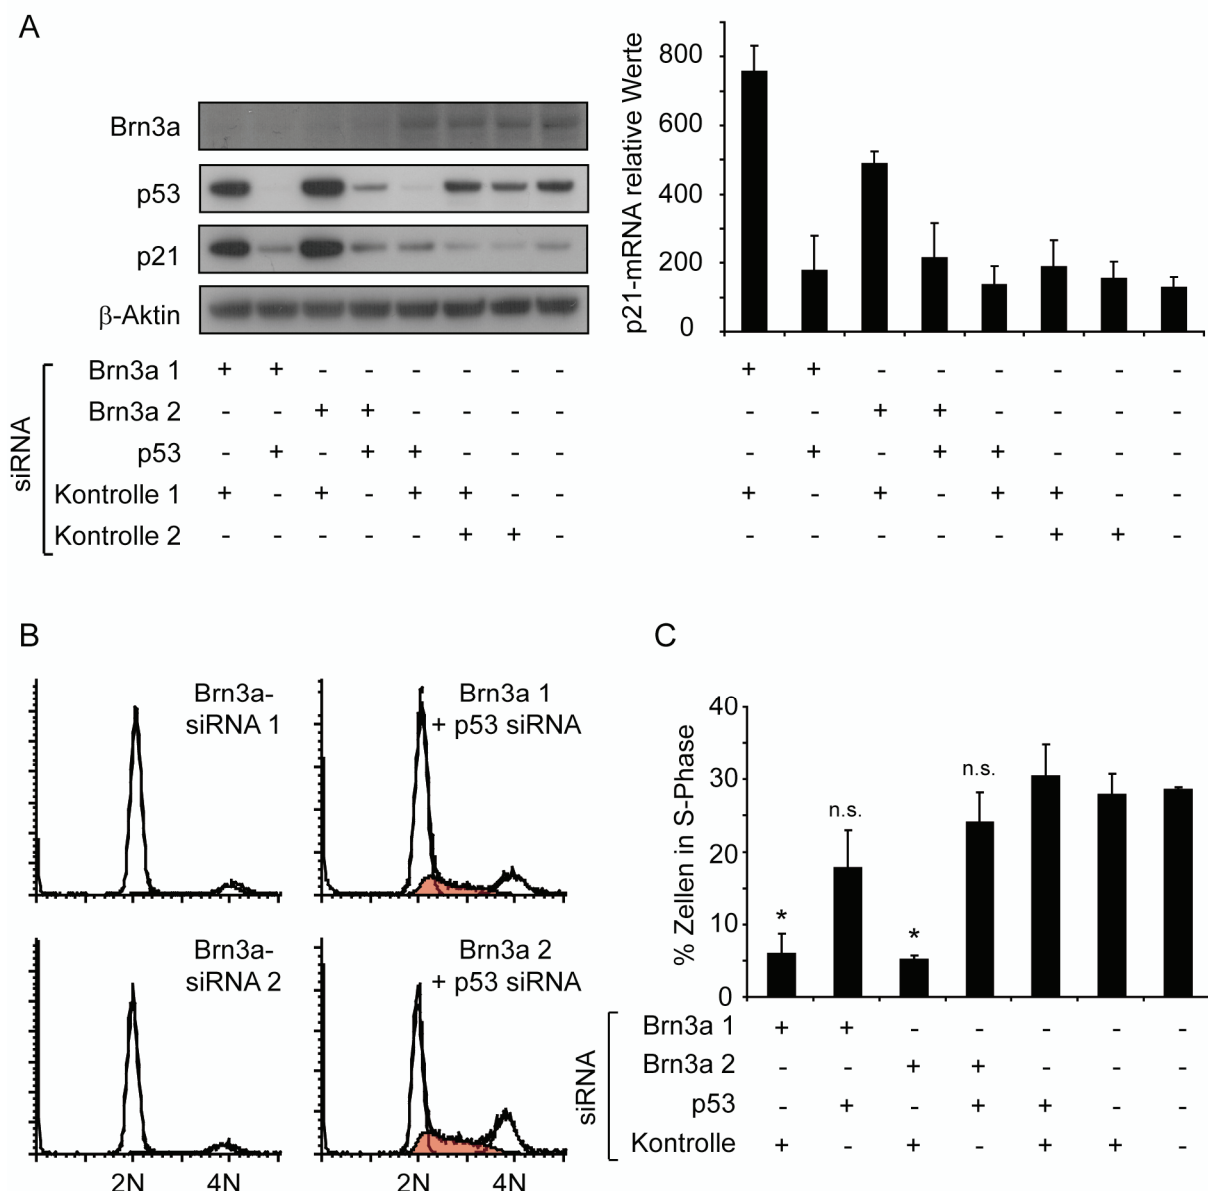 A
Brn3a
p53
p21
β-Aktin
siRNA
Brn3a 1 + + - - - - - -
Brn3a 2 - - + + - - - -
p53 - + - + + - - -
Kontrolle 1 + - + - + + - -
Kontrolle 2 - - - - - + + -
p21-mRNA relative Werte
800
600
400
200
0
+ + - - - - - -
- - + + - - - -
- + - + + - - -
+ - + - + + - -
- - - - - + + -
B
Brn3a-
siRNA 1
Brn3a 1
+ p53 siRNA
Brn3a-
siRNA 2
Brn3a 2
+ p53 siRNA
2N 4N 2N 4N
C
% Zellen in S-Phase
40
30
20
10
0
* n.s. * n.s.
siRNA
Brn3a 1 + + - - - - -
Brn3a 2 - - + + - - -
p53 - + - + + - -
Kontrolle + - + - + + -